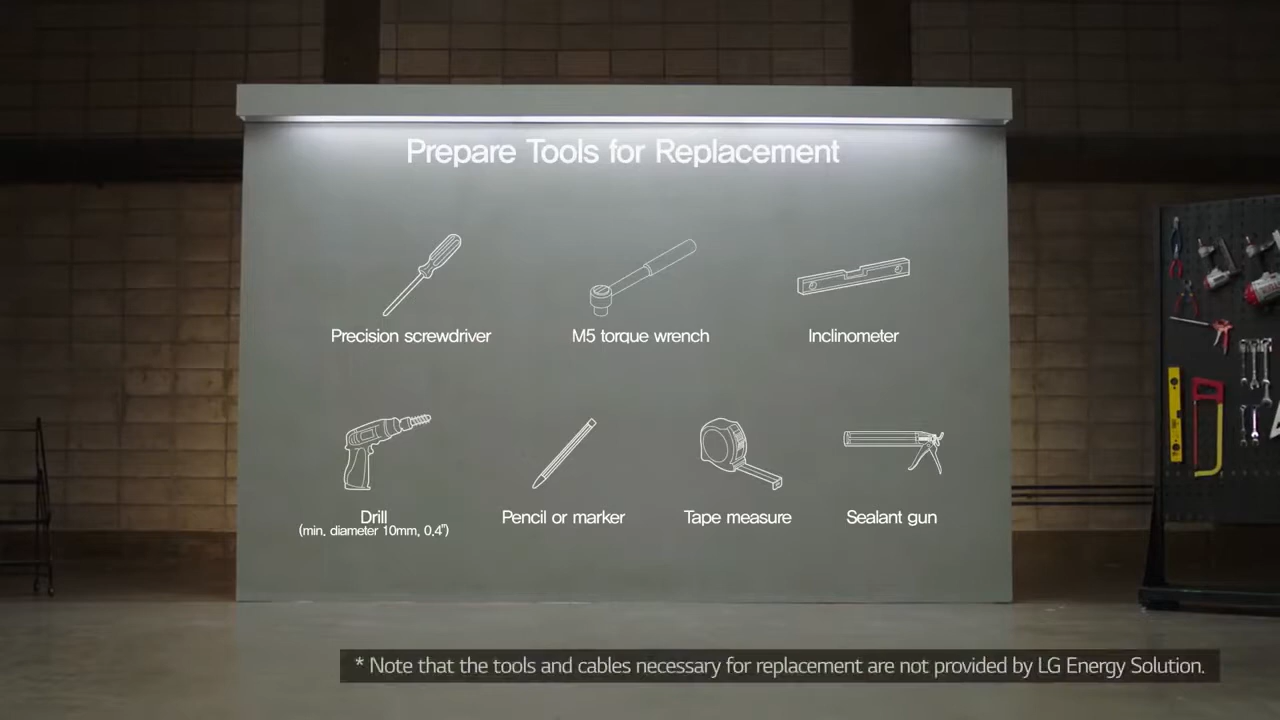 Prepare Tools for Replacement
Precision screwdriver
M5 torque wrench
Inclinometer
Drill
(min. diameter 10mm, 0.4")
Pencil or marker
Tape measure
Sealant gun
* Note that the tools and cables necessary for replacement are not provided by LG Energy Solution.